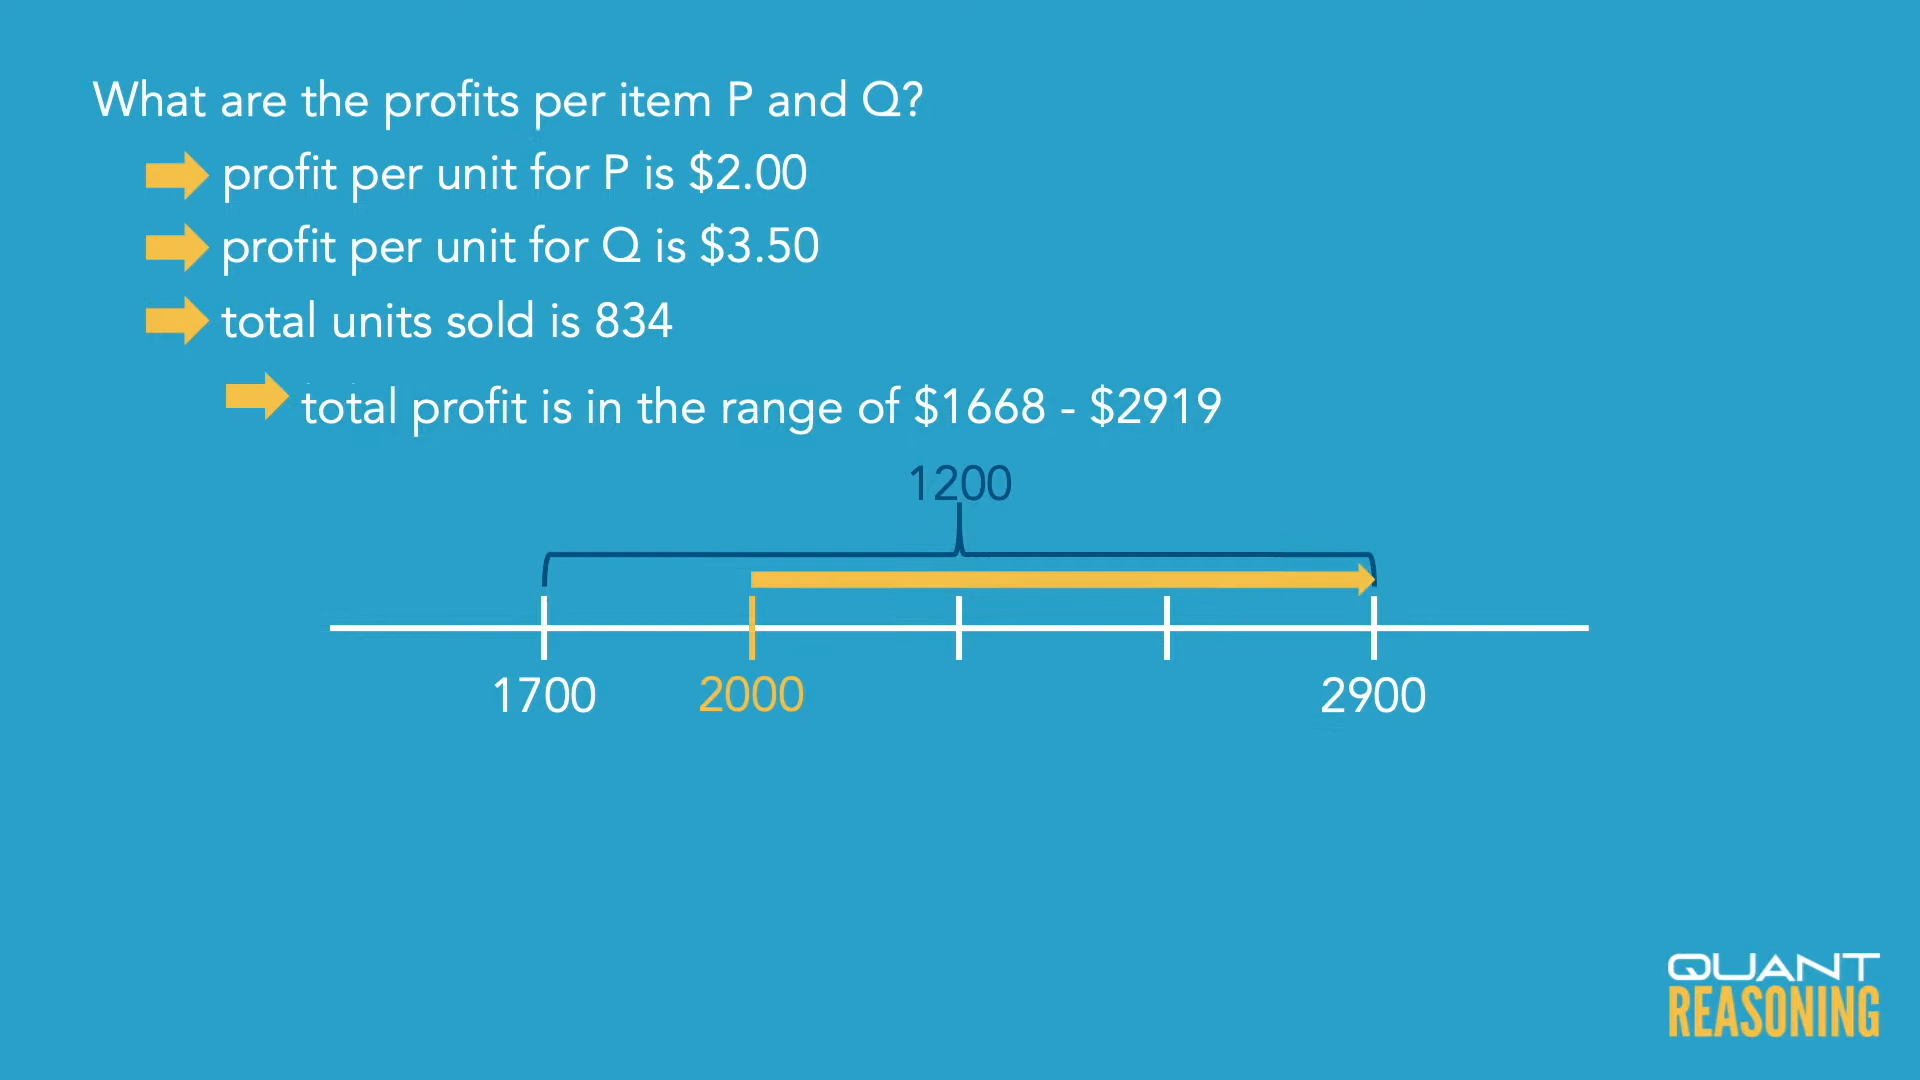 What are the profits per item P and Q?
profit per unit for P is $2.00
profit per unit for Q is $3.50
total units sold is 834
total profit is in the range of $1668 - $2919
1200
1700 2000 2900
QUANT
REASONING